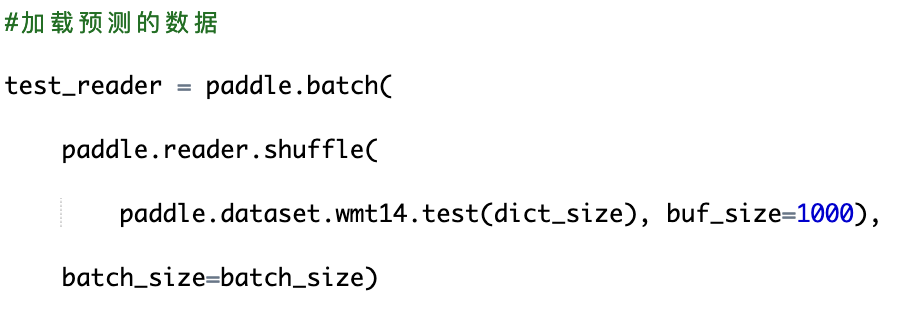 #加载预测的数据
test_reader = paddle.batch(
    paddle.reader.shuffle(
        paddle.dataset.wmt14.test(dict_size), buf_size=1000),
    batch_size=batch_size)